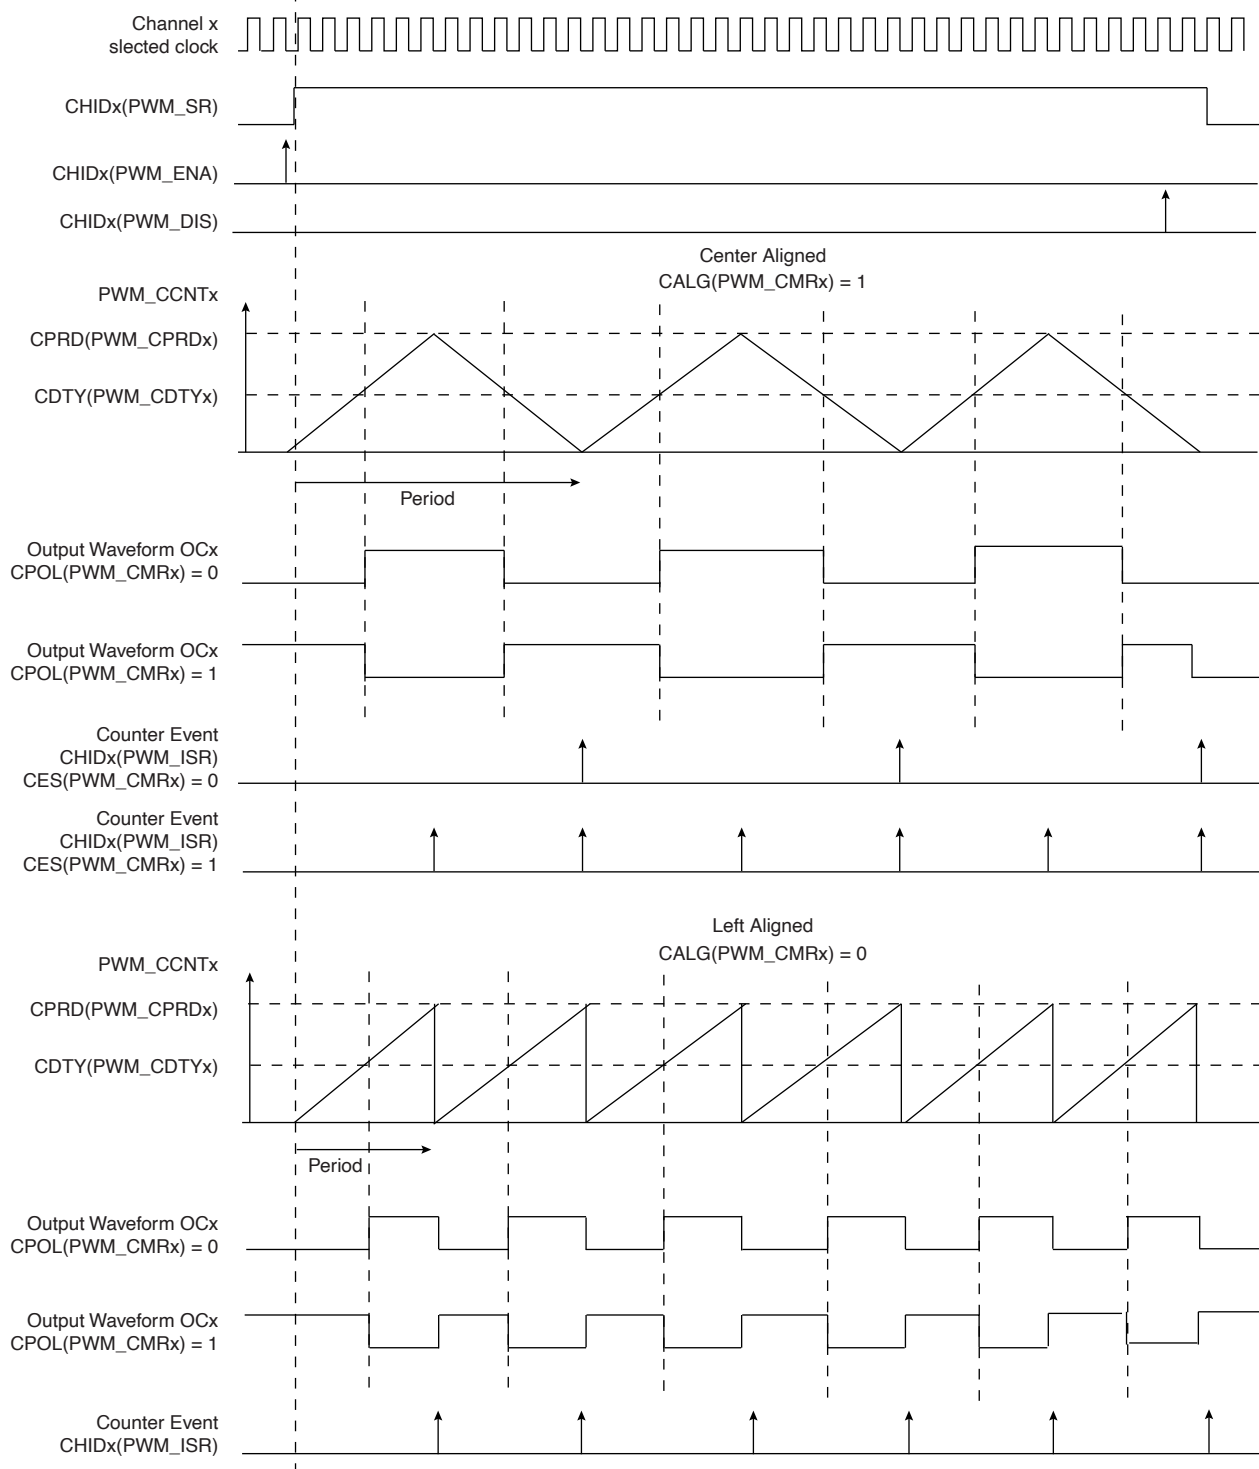 Channel x
slected clock
CHIDx(PWM_SR)
CHIDx(PWM_ENA)
CHIDx(PWM_DIS)
Center Aligned
CALG(PWM_CMRx) = 1
PWM_CCNTx
CPRD(PWM_CPRDx)
CDTY(PWM_CDTYx)
Period
Output Waveform OCx
CPOL(PWM_CMRx) = 0
Output Waveform OCx
CPOL(PWM_CMRx) = 1
Counter Event
CHIDx(PWM_ISR)
CES(PWM_CMRx) = 0
Counter Event
CHIDx(PWM_ISR)
CES(PWM_CMRx) = 1
Left Aligned
CALG(PWM_CMRx) = 0
PWM_CCNTx
CPRD(PWM_CPRDx)
CDTY(PWM_CDTYx)
Period
Output Waveform OCx
CPOL(PWM_CMRx) = 0
Output Waveform OCx
CPOL(PWM_CMRx) = 1
Counter Event
CHIDx(PWM_ISR)